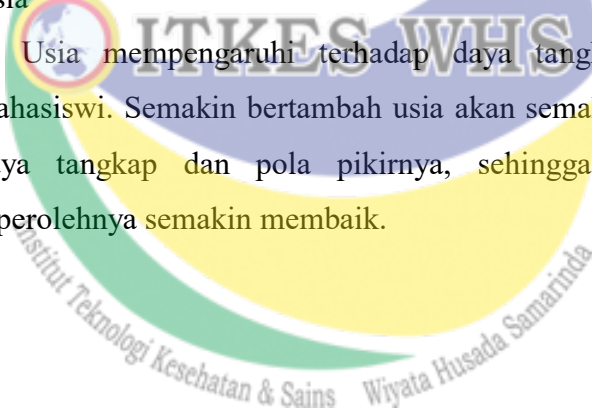 sia
ITKES WHS
Usia mempengaruhi terhadap daya tangk
ahasiswi. Semakin bertambah usia akan semal
ya tangkap dan pola pikirnya, sehingga
perolehnya semakin membaik.
Institut Teknologi Kesehatan & Sains Wiyata Husada Samarinda